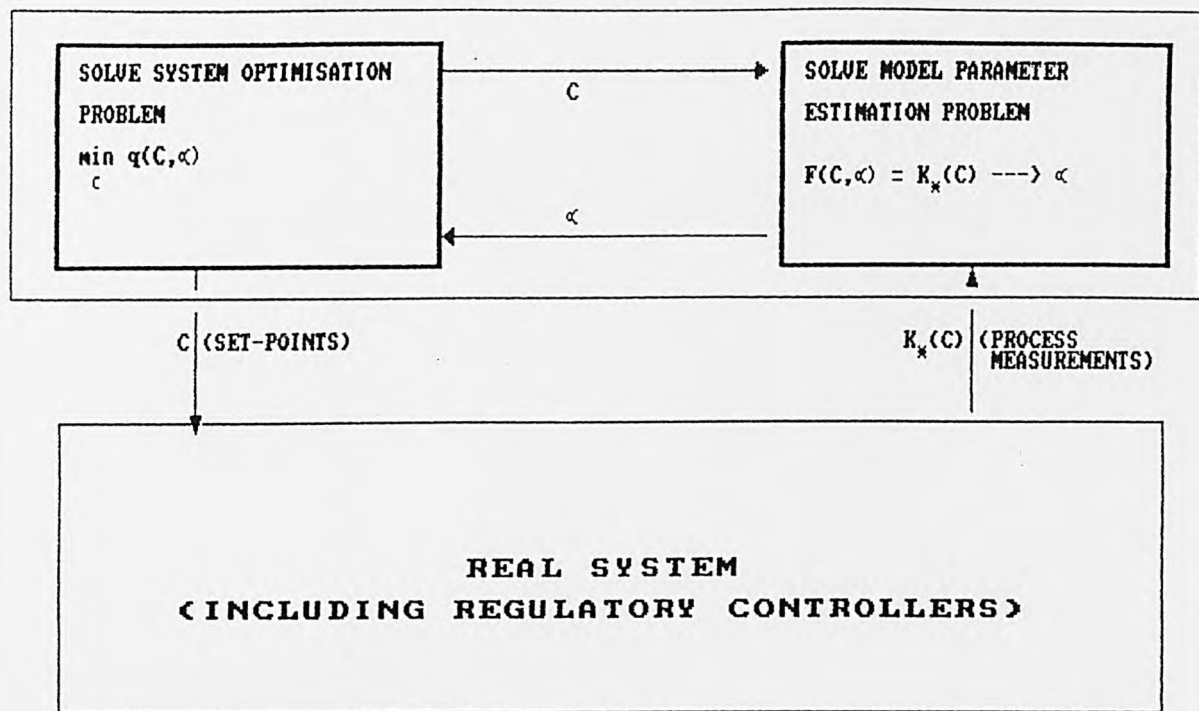 SOLVE SYSTEM OPTIMISATION
PROBLEM
min q(C,α)
C
C
α
SOLVE MODEL PARAMETER
ESTIMATION PROBLEM
F(C,α) = K*(C) ---> α
C (SET-POINTS)
K*(C) (PROCESS
MEASUREMENTS)
REAL SYSTEM
(INCLUDING REGULATORY CONTROLLERS)